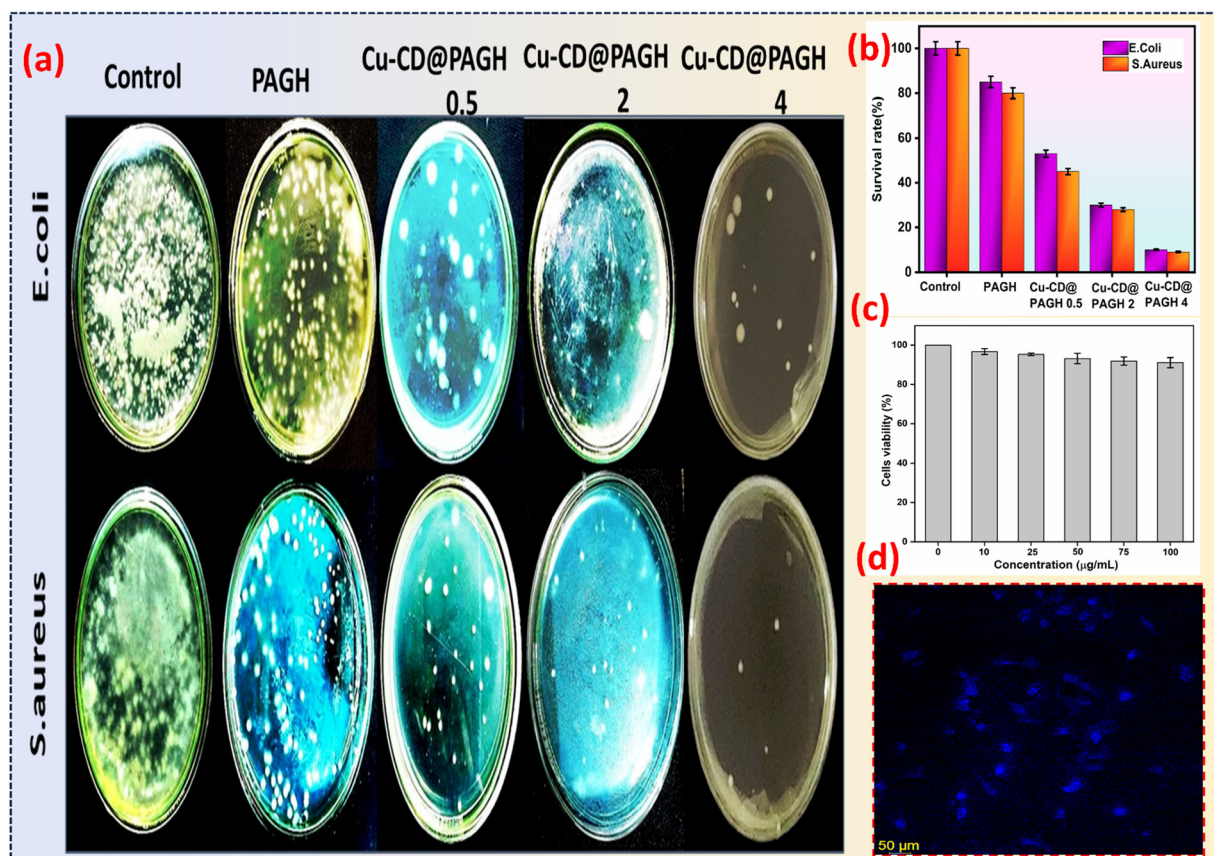 (a)
Control
PAGH
Cu-CD@PAGH
0.5
Cu-CD@PAGH
2
Cu-CD@PAGH
4
E.coli
S.aureus
(b)
Survival rate(%)
100
80
60
40
20
0
E.Coli
S.Aureus
Control
PAGH
Cu-CD@
PAGH 0.5
Cu-CD@
PAGH 2
Cu-CD@
PAGH 4
(c)
Cells viability (%)
100
80
60
40
20
0
0
10
25
50
75
100
Concentration (μg/mL)
(d)
50 μm